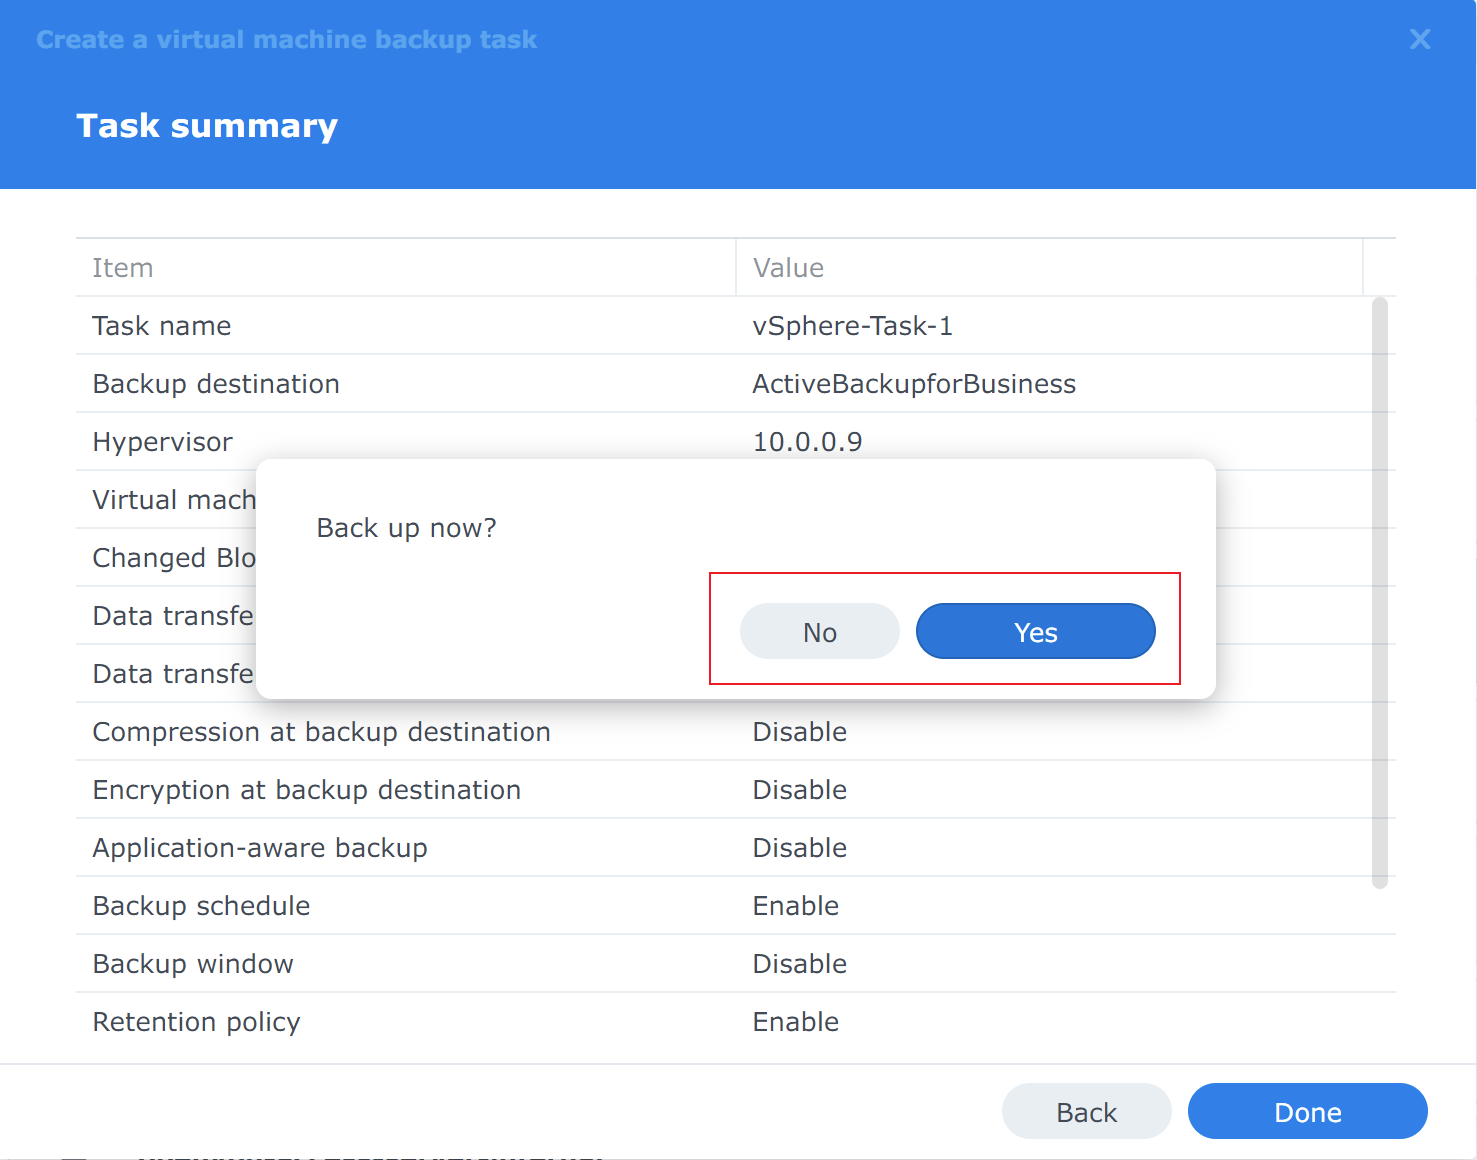 Create a virtual machine backup task
Task summary
Item Value
Task name vSphere-Task-1
Backup destination ActiveBackupforBusiness
Hypervisor 10.0.0.9
Virtual mach
Changed Blo
Data transfe
Data transfe
Back up now?
No Yes
Compression at backup destination Disable
Encryption at backup destination Disable
Application-aware backup Disable
Backup schedule Enable
Backup window Disable
Retention policy Enable
Back Done